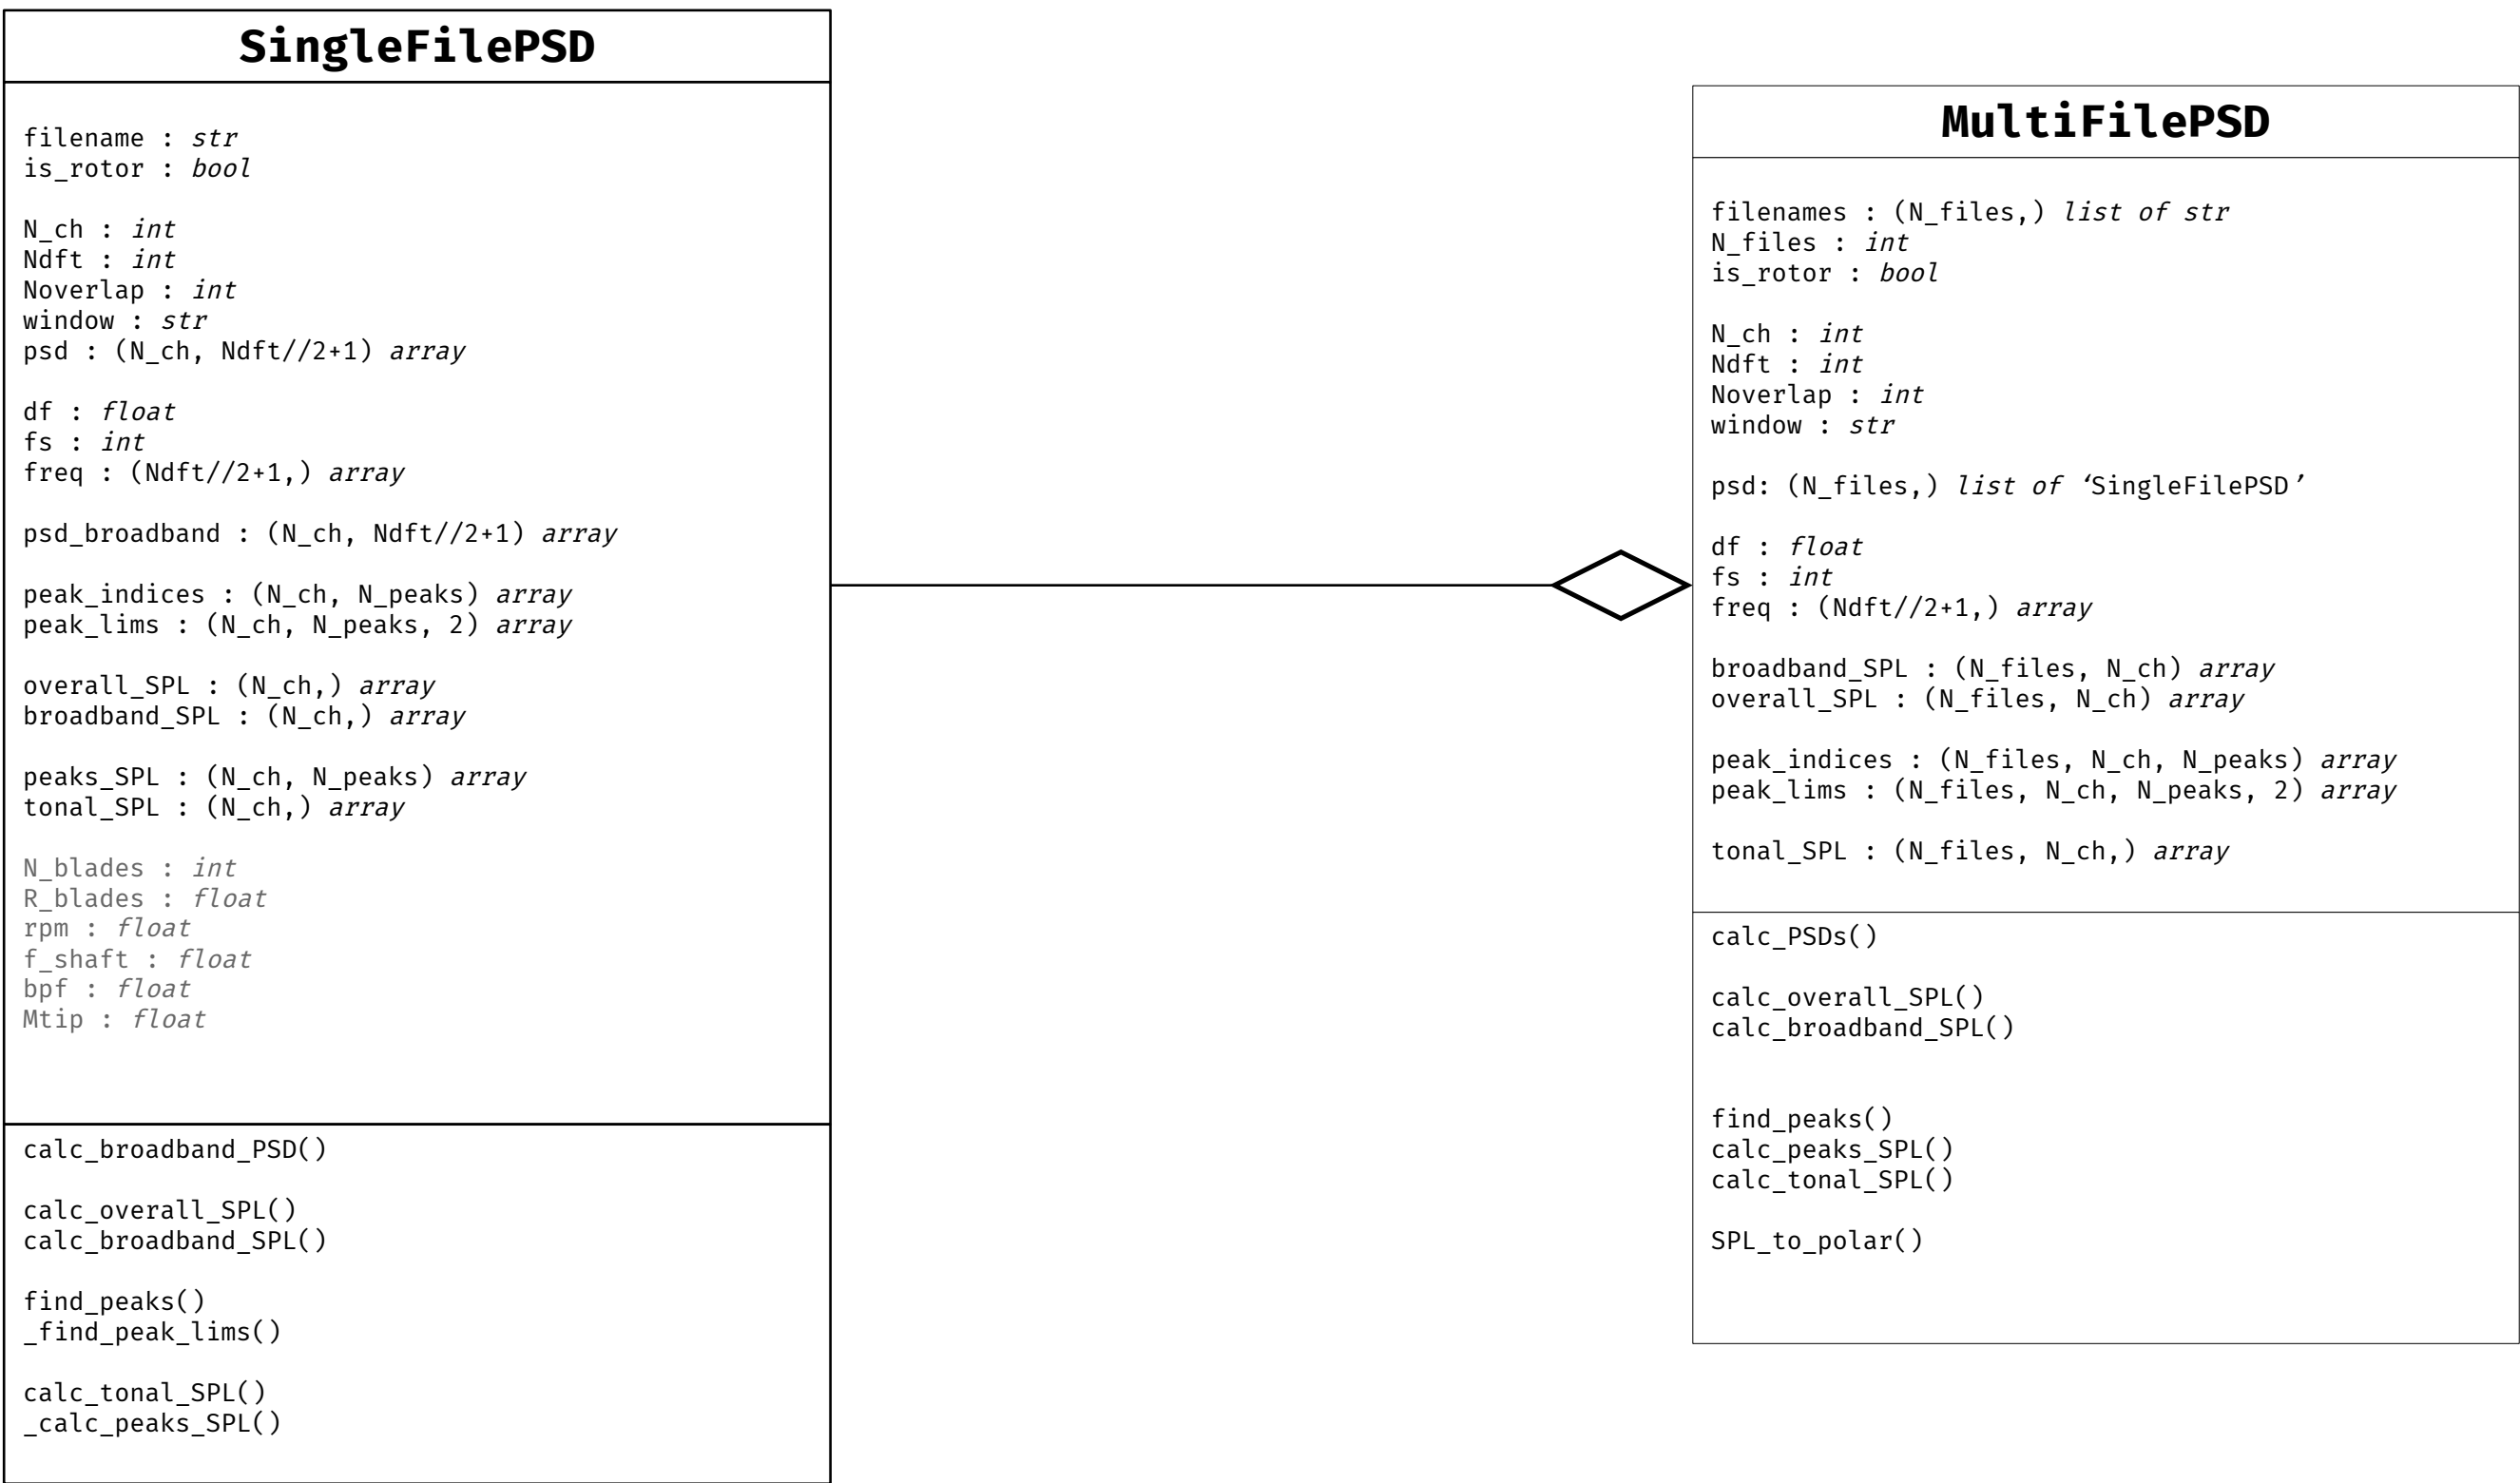 SingleFilePSD
filename : str
is_rotor : bool
N_ch : int
Ndft : int
Noverlap : int
window : str
psd : (N_ch, Ndft//2+1) array
df : float
fs : int
freq : (Ndft//2+1,) array
psd_broadband : (N_ch, Ndft//2+1) array
peak_indices : (N_ch, N_peaks) array
peak_lims : (N_ch, N_peaks, 2) array
overall_SPL : (N_ch,) array
broadband_SPL : (N_ch,) array
peaks_SPL : (N_ch, N_peaks) array
tonal_SPL : (N_ch,) array
N_blades : int
R_blades : float
rpm : float
f_shaft : float
bpf : float
Mtip : float
calc_broadband_PSD()
calc_overall_SPL()
calc_broadband_SPL()
find_peaks()
_find_peak_lims()
calc_tonal_SPL()
_calc_peaks_SPL()
MultiFilePSD
filenames : (N_files,) list of str
N_files : int
is_rotor : bool
N_ch : int
Ndft : int
Noverlap : int
window : str
psd: (N_files,) list of ‘SingleFilePSD’
df : float
fs : int
freq : (Ndft//2+1,) array
broadband_SPL : (N_files, N_ch) array
overall_SPL : (N_files, N_ch) array
peak_indices : (N_files, N_ch, N_peaks) array
peak_lims : (N_files, N_ch, N_peaks, 2) array
tonal_SPL : (N_files, N_ch,) array
calc_PSDs()
calc_overall_SPL()
calc_broadband_SPL()
find_peaks()
calc_peaks_SPL()
calc_tonal_SPL()
SPL_to_polar()